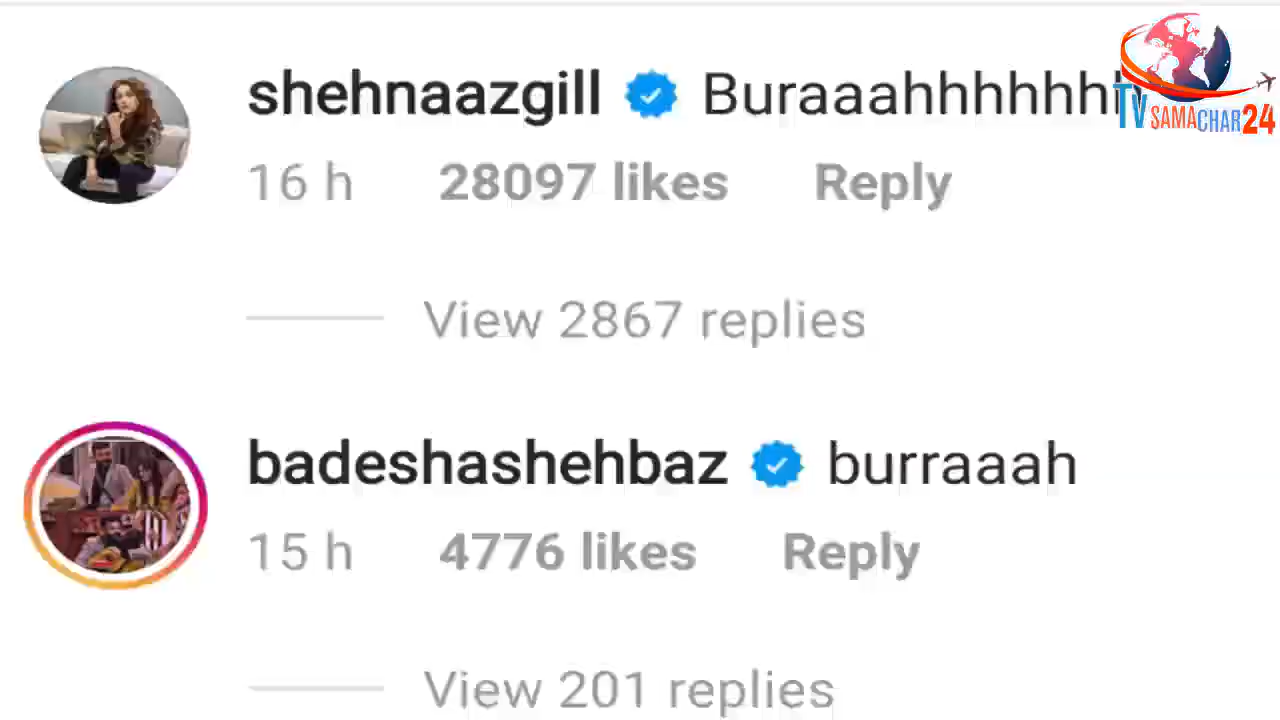 shehnaazgill Buraaahhhhhhh
16 h 28097 likes Reply
View 2867 replies
badeshashehbaz burraaah
15 h 4776 likes Reply
View 201 replies
TV SAMACHAR24